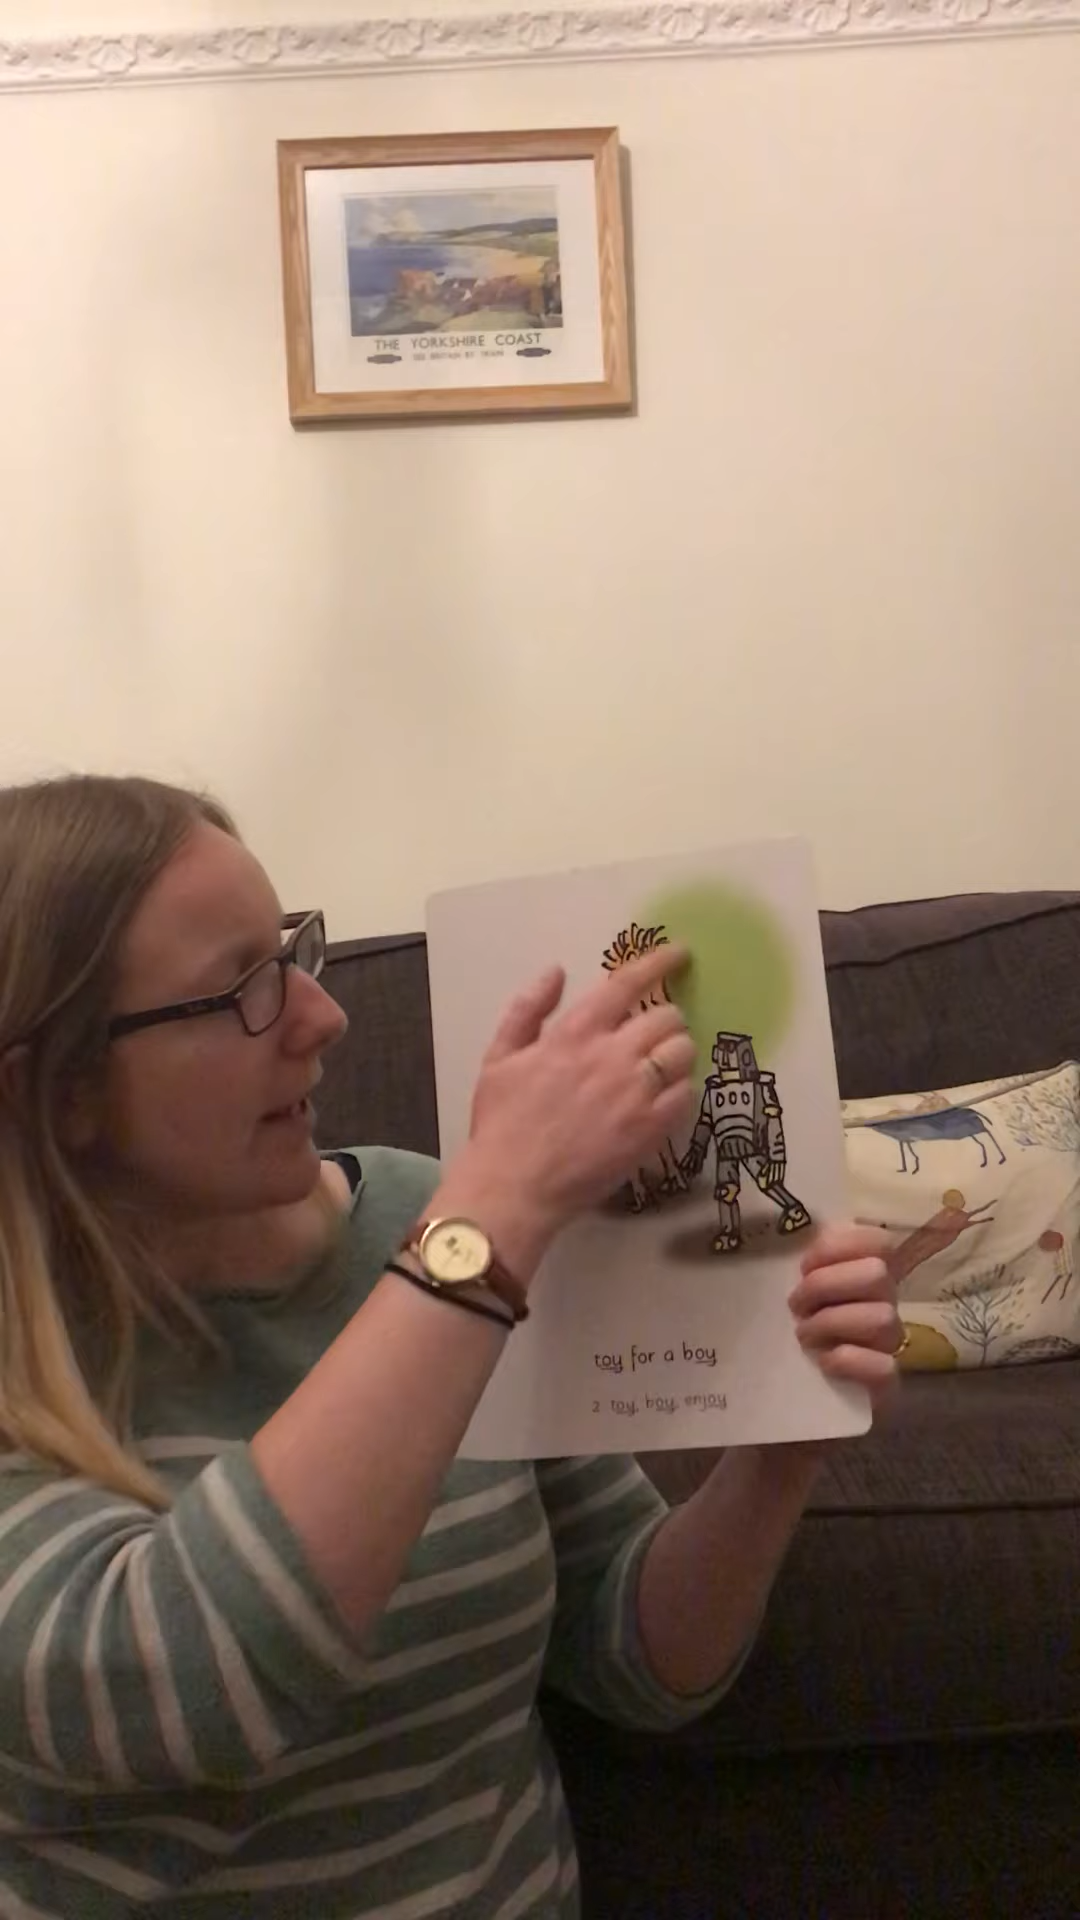 THE YORKSHIRE COAST
SEE BRITAIN BY TRAIN
toy for a boy
2 toy, boy, enjoy